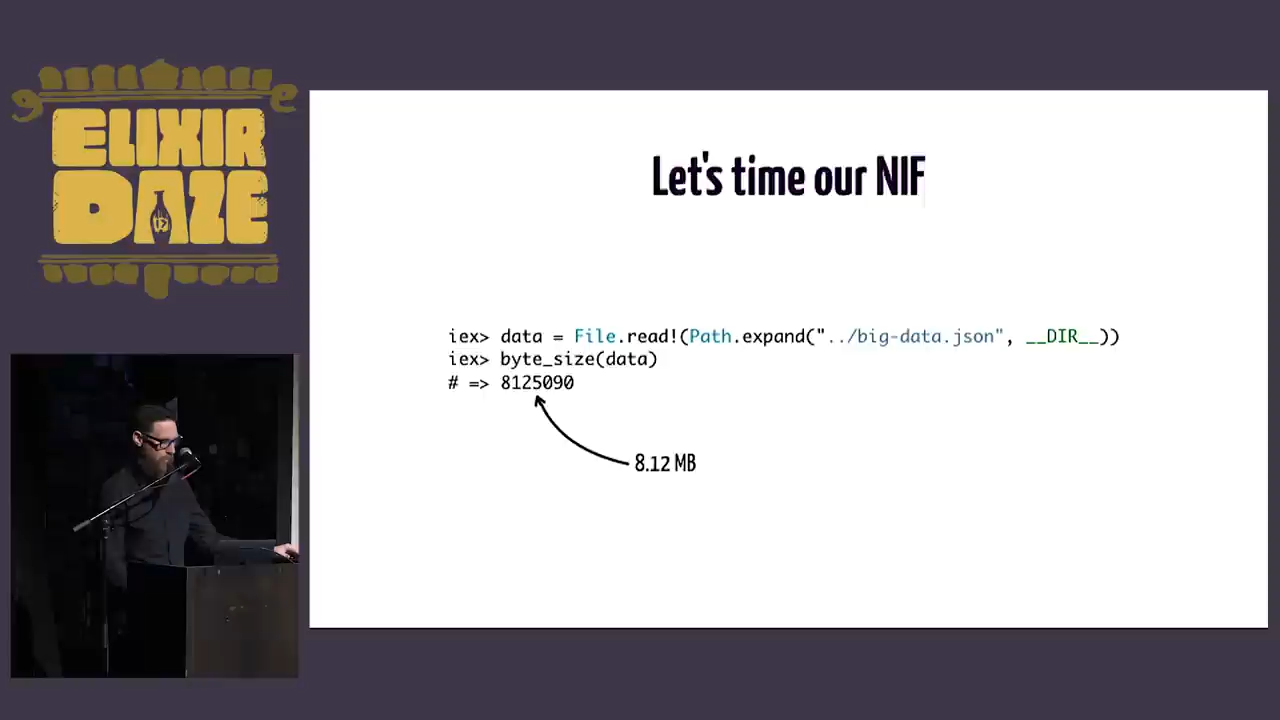 ELIXIR
DAZE
Let's time our NIF
iex> data = File.read!(Path.expand("../big-data.json", __DIR__))
iex> byte_size(data)
# => 8125090
8.12 MB